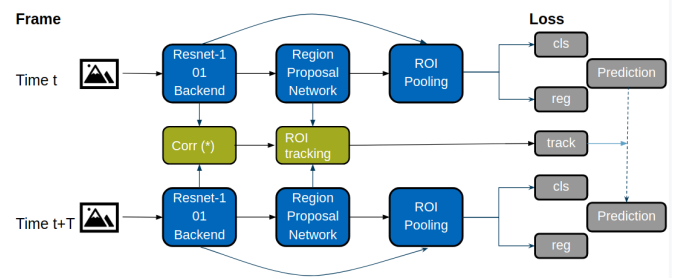 Frame
Loss
Time t
Resnet-1
01
Backend
Region
Proposal
Network
ROI
Pooling
cls
reg
Prediction
Corr (*)
ROI
tracking
track
Time t+T
Resnet-1
01
Backend
Region
Proposal
Network
ROI
Pooling
cls
reg
Prediction